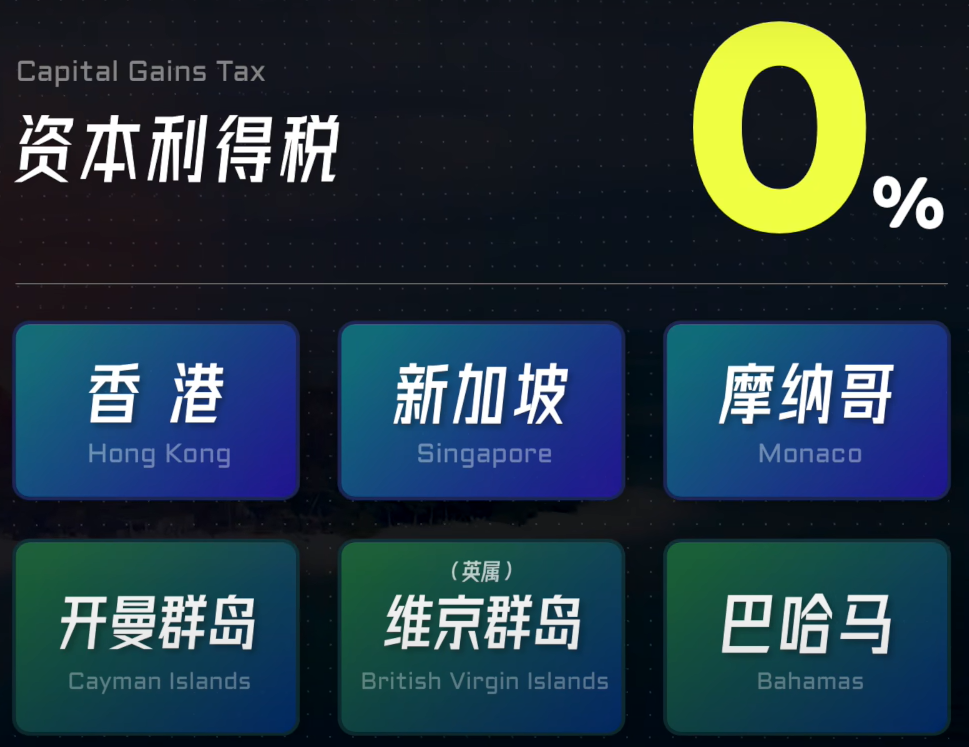 Capital Gains Tax
资本利得税
0%
香港
Hong Kong
新加坡
Singapore
摩纳哥
Monaco
开曼群岛
Cayman Islands
（英属）
维京群岛
British Virgin Islands
巴哈马
Bahamas